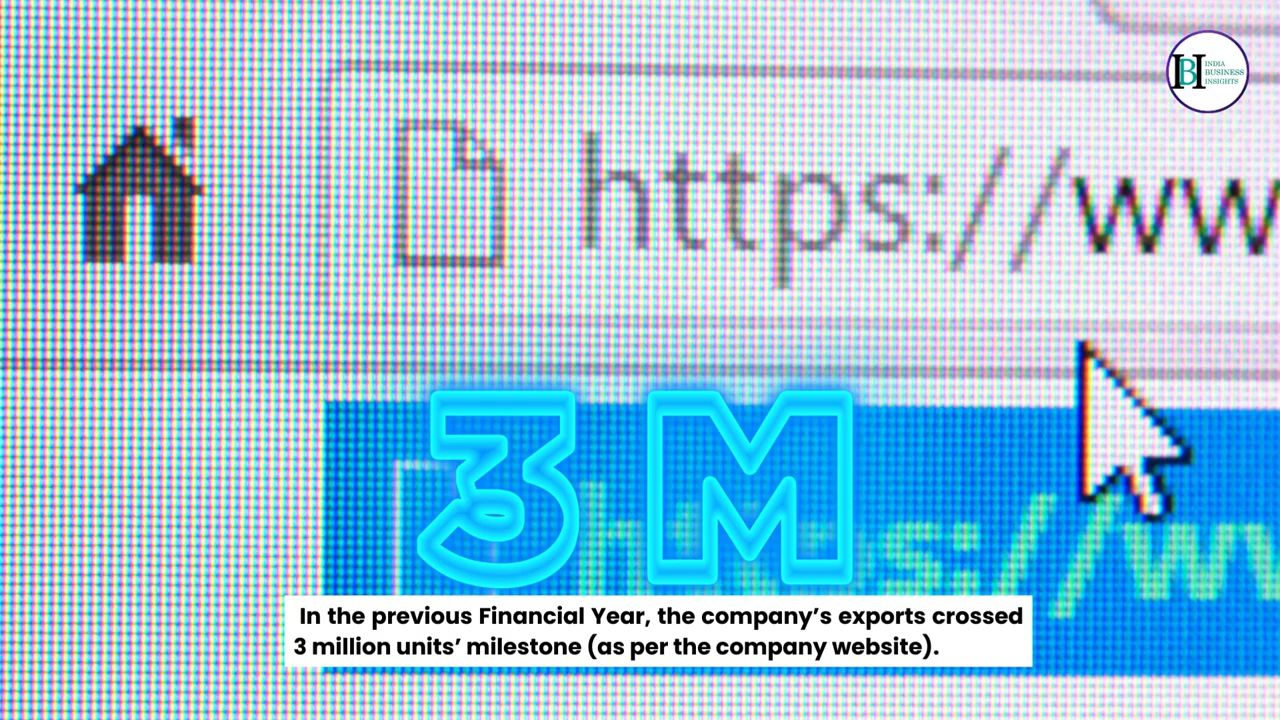 INDIA
BUSINESS
INSIGHTS
https://ww
3 M
https://ww
In the previous Financial Year, the company’s exports crossed
3 million units’ milestone (as per the company website).